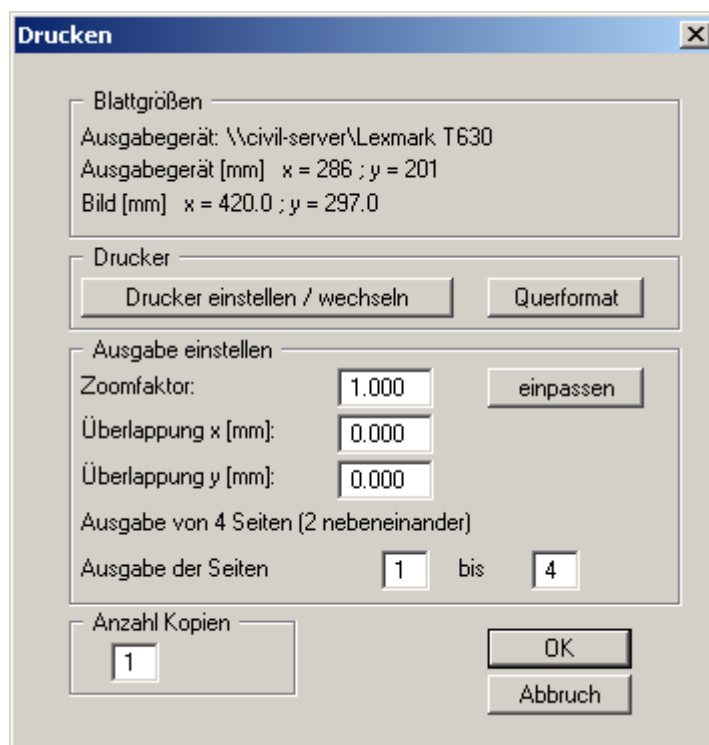 Drucken
Blattgrößen
Ausgabegerät: \\civil-server\Lexmark T630
Ausgabegerät [mm] x = 286 ; y = 201
Bild [mm] x = 420.0 ; y = 297.0
Drucker
Drucker einstellen / wechseln Querformat
Ausgabe einstellen
Zoomfaktor: 1.000 einpassen
Überlappung x [mm]: 0.000
Überlappung y [mm]: 0.000
Ausgabe von 4 Seiten (2 nebeneinander)
Ausgabe der Seiten 1 bis 4
Anzahl Kopien
1
OK
Abbruch